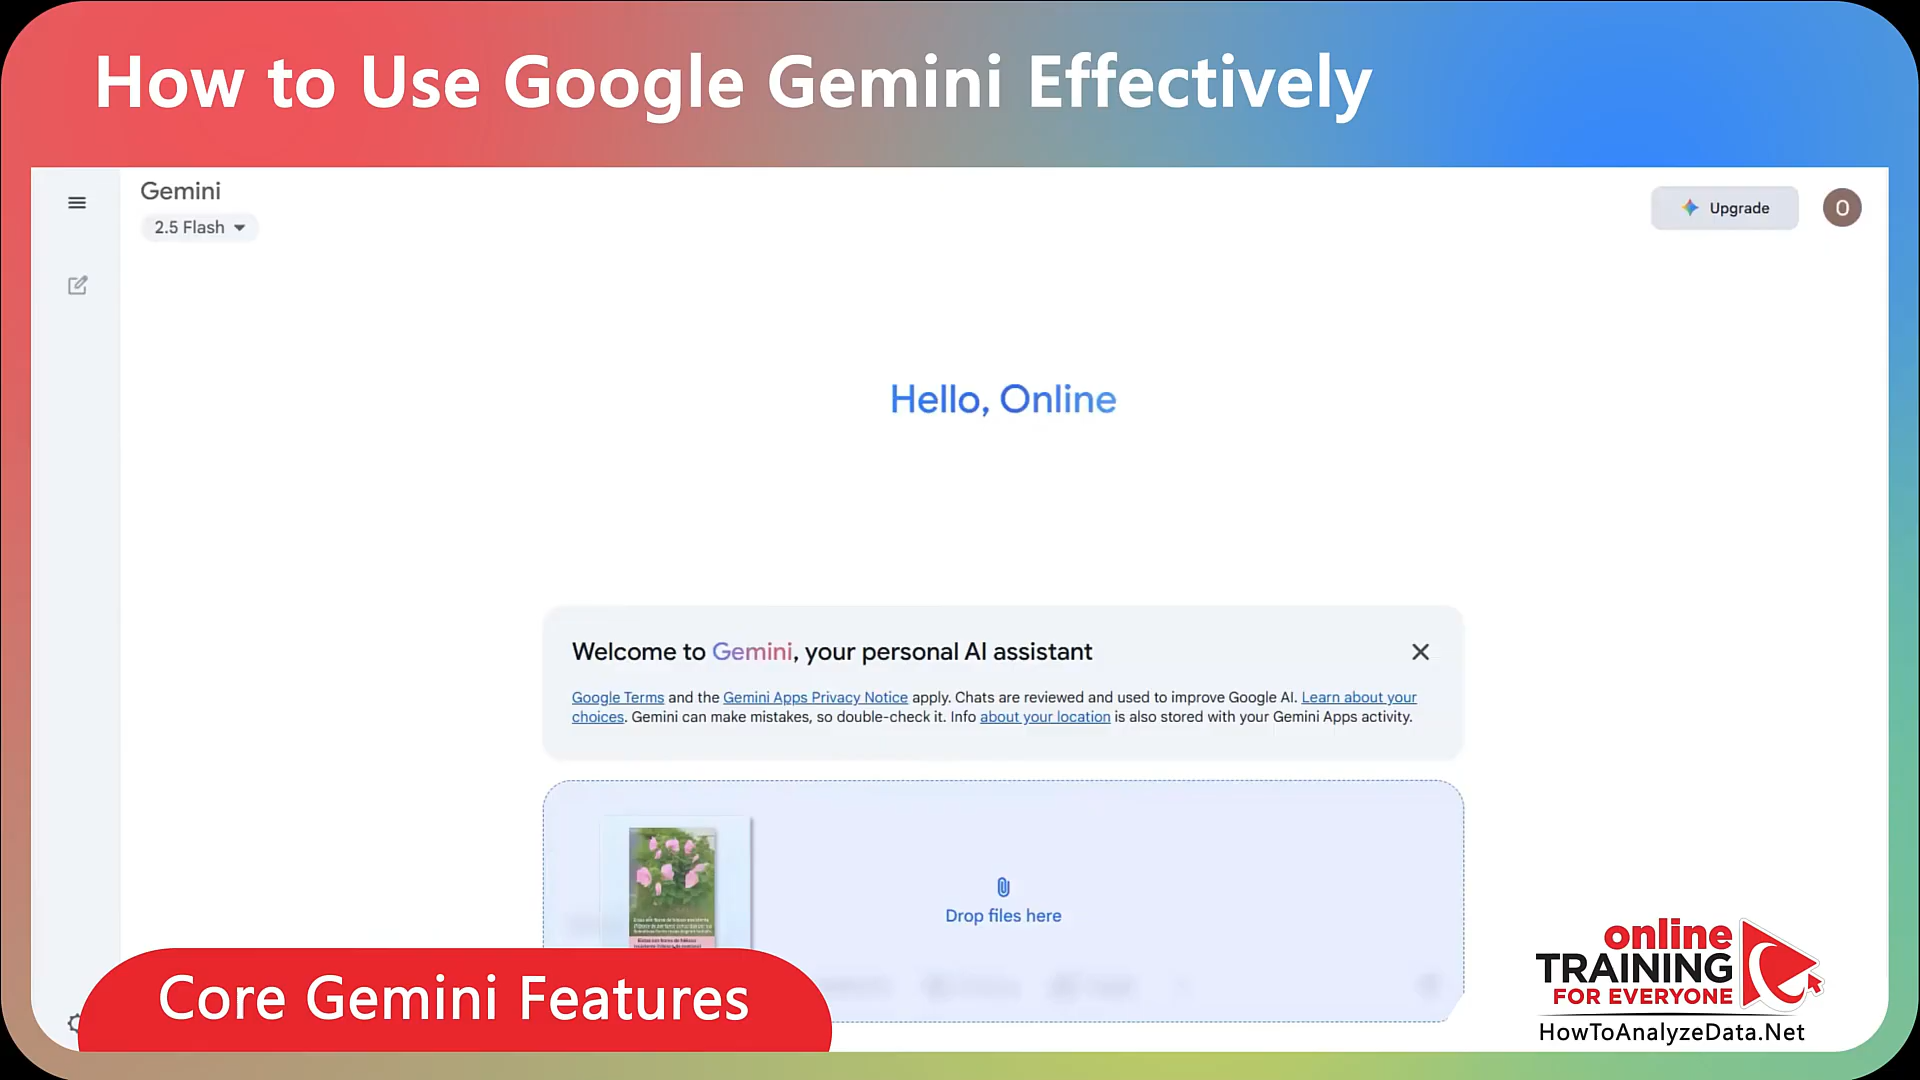 How to Use Google Gemini Effectively
Gemini
2.5 Flash
Upgrade
O
Hello, Online
Welcome to Gemini, your personal AI assistant
Google Terms and the Gemini Apps Privacy Notice apply. Chats are reviewed and used to improve Google AI. Learn about your
choices. Gemini can make mistakes, so double-check it. Info about your location is also stored with your Gemini Apps activity.
Drop files here
Core Gemini Features
online
TRAINING
FOR EVERYONE
HowToAnalyzeData.Net